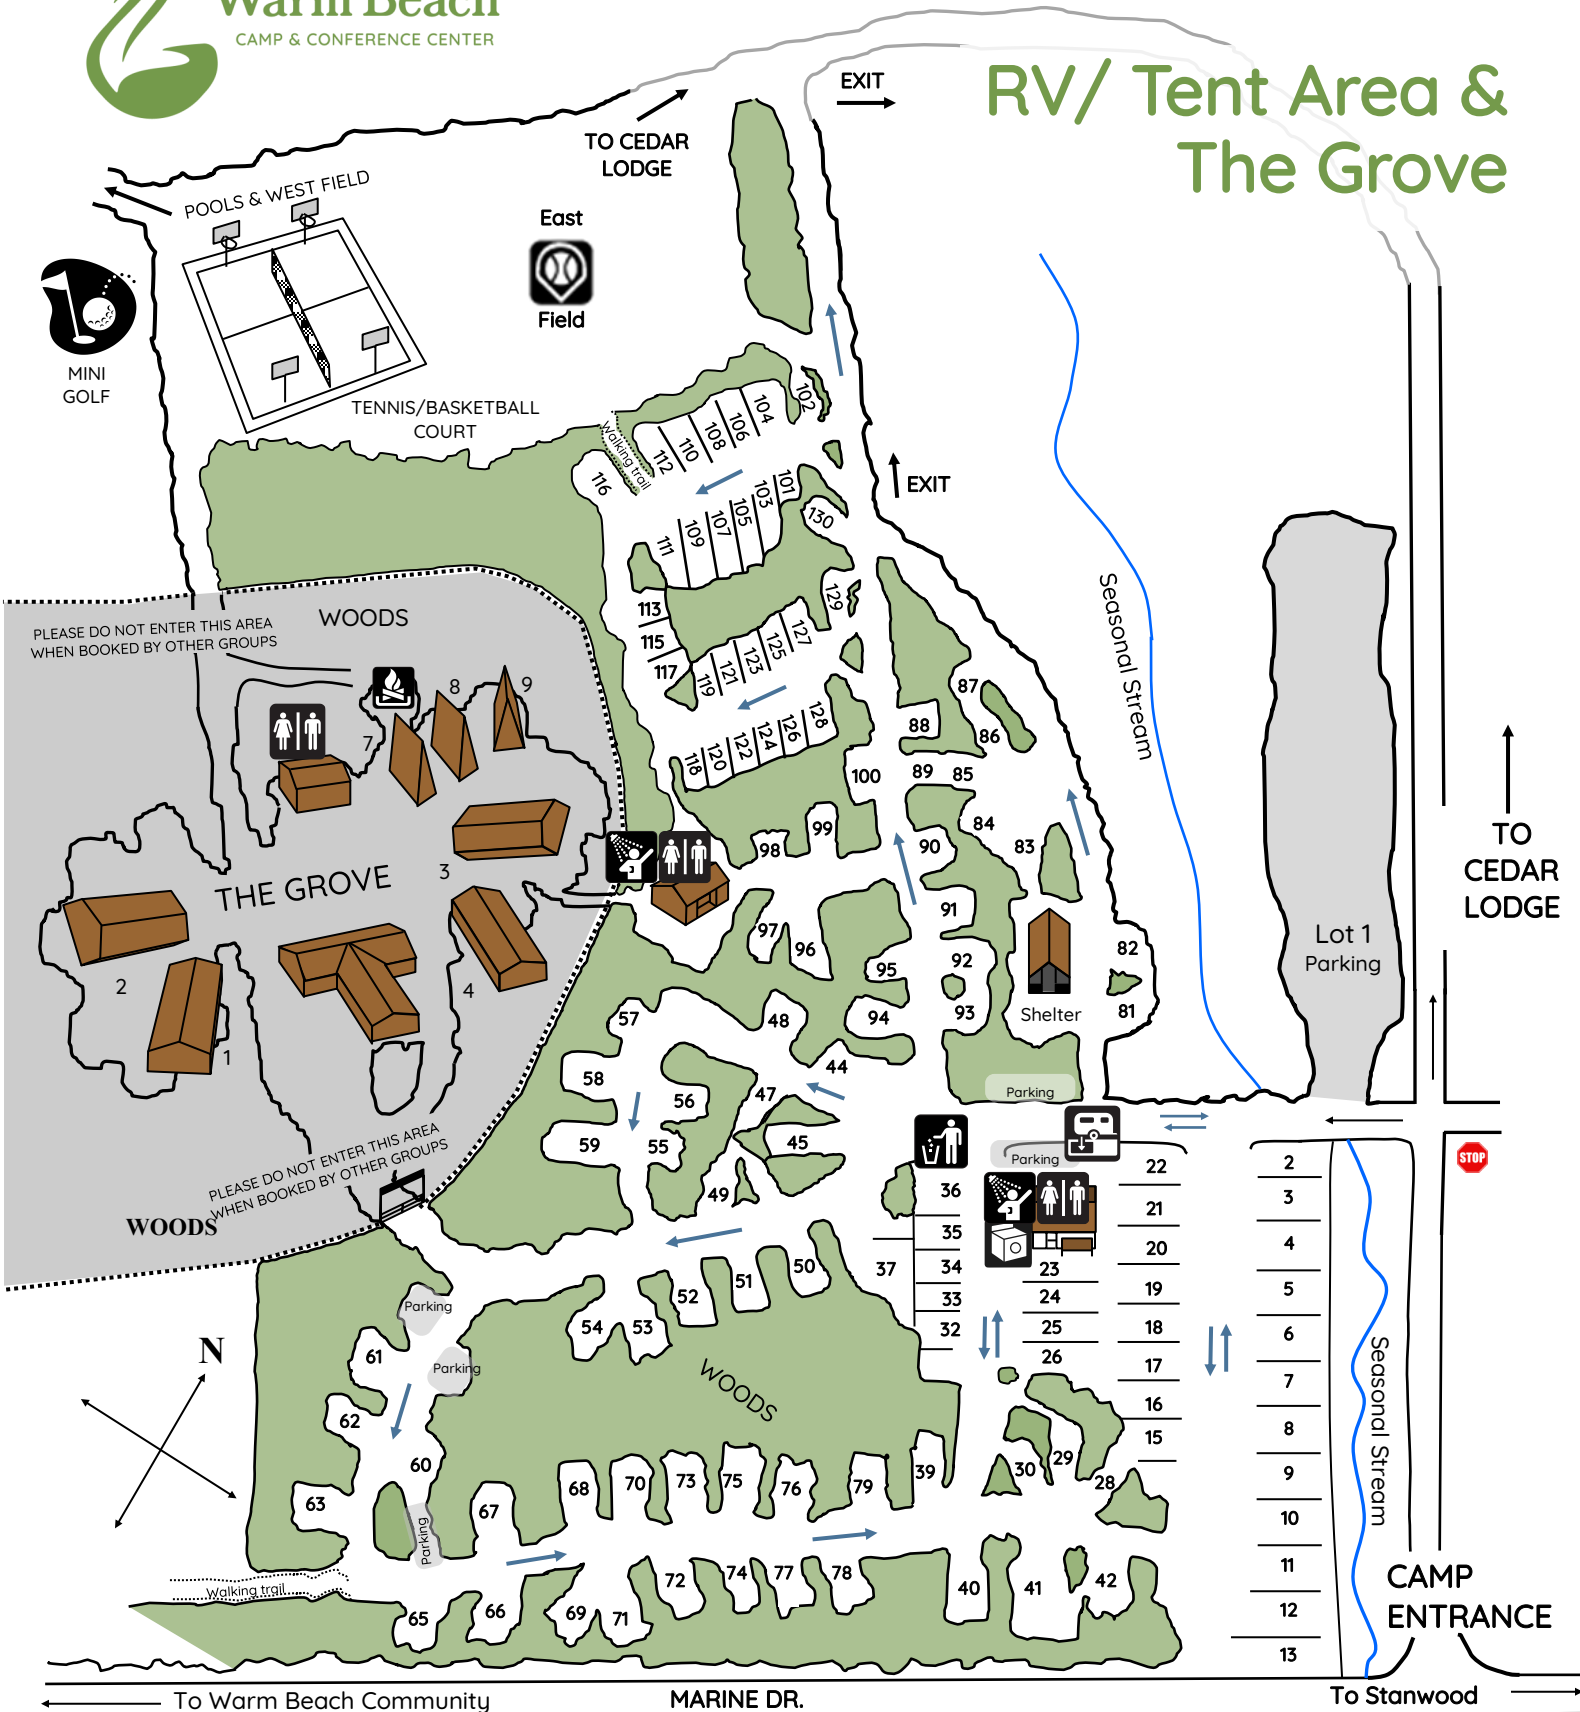 Warm Beach
CAMP & CONFERENCE CENTER
RV/ Tent Area &
The Grove
EXIT
TO CEDAR
LODGE
POOLS & WEST FIELD
East
Field
MINI
GOLF
TENNIS/BASKETBALL
COURT
Walking trail
102
104
106
108
110
112
116
101
103
105
107
109
111
130
EXIT
129
113
115
117
127
125
123
121
119
128
126
124
122
120
118
WOODS
PLEASE DO NOT ENTER THIS AREA
WHEN BOOKED BY OTHER GROUPS
7
8
9
THE GROVE
3
2
4
1
PLEASE DO NOT ENTER THIS AREA
WHEN BOOKED BY OTHER GROUPS
WOODS
Seasonal Stream
87
88
86
100
89
85
84
83
99
98
90
91
97
96
95
92
93
94
82
81
Shelter
Lot 1
Parking
TO
CEDAR
LODGE
57
48
44
58
56
47
59
55
45
49
Parking
Parking
STOP
36
35
34
33
32
37
22
21
20
19
18
17
16
15
23
24
25
26
2
3
4
5
6
7
8
9
10
11
12
13
Seasonal Stream
50
51
52
53
54
Parking
Parking
61
62
60
63
Parking
N
WOODS
67
68
70
73
75
76
79
39
30
29
28
Walking trail
65
66
69
71
72
74
77
78
40
41
42
CAMP
ENTRANCE
To Warm Beach Community
MARINE DR.
To Stanwood